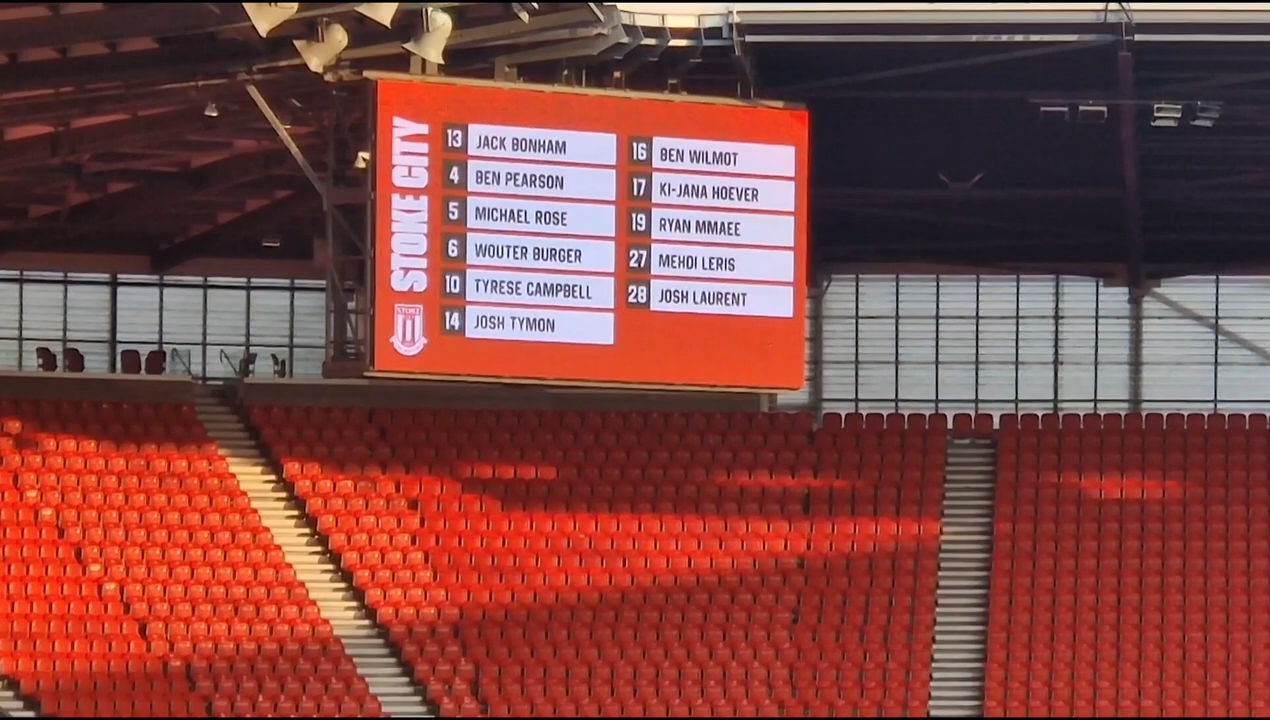 STOKE CITY
13 JACK BONHAM
4 BEN PEARSON
5 MICHAEL ROSE
6 WOUTER BURGER
10 TYRESE CAMPBELL
14 JOSH TYMON
16 BEN WILMOT
17 KI-JANA HOEVER
19 RYAN MMAEE
27 MEHDI LERIS
28 JOSH LAURENT
STOKE